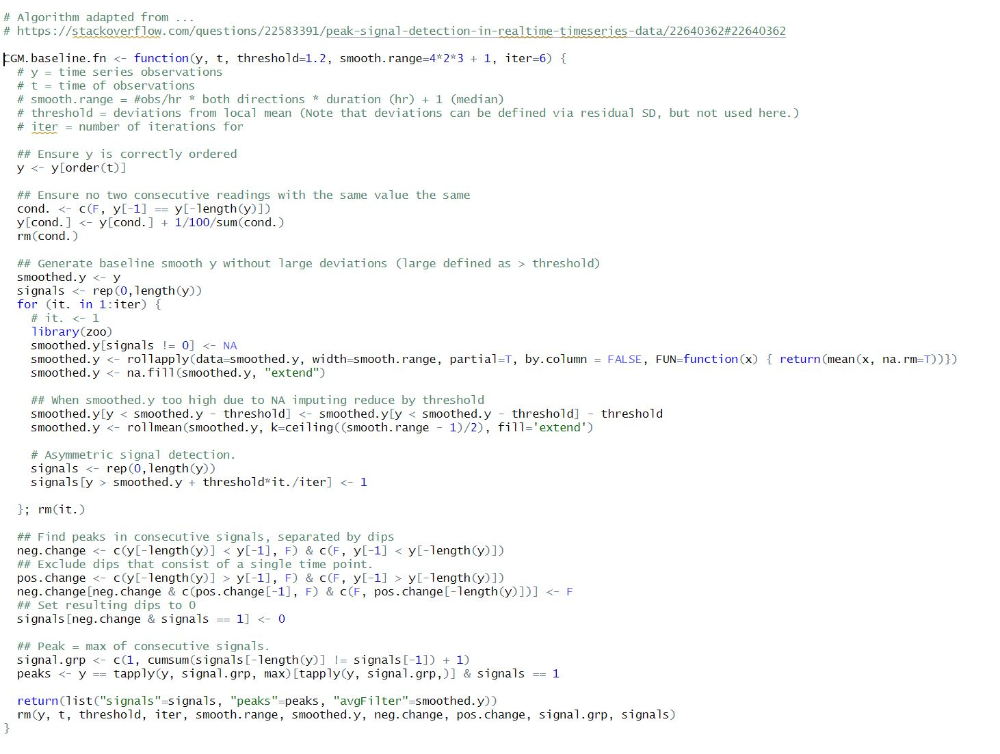 # Algorithm adapted from ...
# https://stackoverflow.com/questions/22583391/peak-signal-detection-in-realtime-timeseries-data/22640362#22640362
CGM.baseline.fn <- function(y, t, threshold=1.2, smooth.range=4*2*3 + 1, iter=6) {
# y = time series observations
# t = time of observations
# smooth.range = #obs/hr * both directions * duration (hr) + 1 (median)
# threshold = deviations from local mean (Note that deviations can be defined via residual SD, but not used here.)
# iter = number of iterations for
## Ensure y is correctly ordered
y <- y[order(t)]
## Ensure no two consecutive readings with the same value the same
cond. <- c(F, y[-1] == y[-length(y)])
y[cond.] <- y[cond.] + 1/100/sum(cond.)
rm(cond.)
## Generate baseline smooth y without large deviations (large defined as > threshold)
smoothed.y <- y
signals <- rep(0,length(y))
for (it. in 1:iter) {
# it. <- 1
library(zoo)
smoothed.y[signals != 0] <- NA
smoothed.y <- rollapply(data=smoothed.y, width=smooth.range, partial=T, by.column = FALSE, FUN=function(x) { return(mean(x, na.rm=T))})
smoothed.y <- na.fill(smoothed.y, "extend")
## When smoothed.y too high due to NA imputing reduce by threshold
smoothed.y[y < smoothed.y - threshold] <- smoothed.y[y < smoothed.y - threshold] - threshold
smoothed.y <- rollmean(smoothed.y, k=ceiling((smooth.range - 1)/2), fill='extend')
# Asymmetric signal detection.
signals <- rep(0,length(y))
signals[y > smoothed.y + threshold*it./iter] <- 1
}; rm(it.)
## Find peaks in consecutive signals, separated by dips
neg.change <- c(y[-length(y)] < y[-1], F) & c(F, y[-1] < y[-length(y)])
## Exclude dips that consist of a single time point.
pos.change <- c(y[-length(y)] > y[-1], F) & c(F, y[-1] > y[-length(y)])
neg.change[neg.change & c(pos.change[-1], F) & c(F, pos.change[-length(y)])] <- F
## Set resulting dips to 0
signals[neg.change & signals == 1] <- 0
## Peak = max of consecutive signals.
signal.grp <- c(1, cumsum(signals[-length(y)] != signals[-1]) + 1)
peaks <- y == tapply(y, signal.grp, max)[tapply(y, signal.grp,)] & signals == 1
return(list("signals"=signals, "peaks"=peaks, "avgFilter"=smoothed.y))
rm(y, t, threshold, iter, smooth.range, smoothed.y, neg.change, pos.change, signal.grp, signals)
}